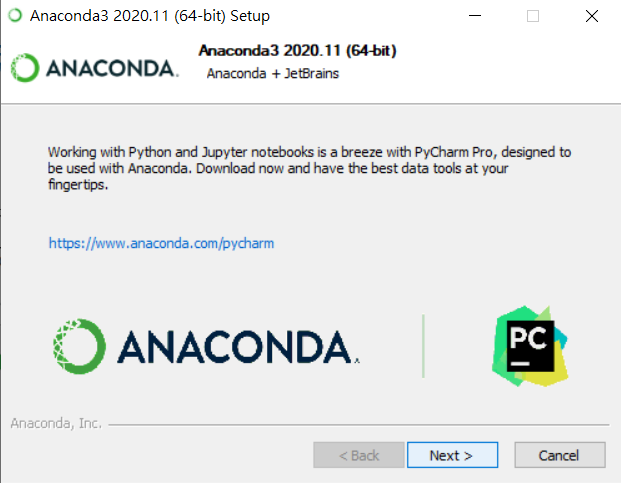 Anaconda3 2020.11 (64-bit) Setup
Anaconda3 2020.11 (64-bit)
ANACONDA.
Anaconda + JetBrains
Working with Python and Jupyter notebooks is a breeze with PyCharm Pro, designed to
be used with Anaconda. Download now and have the best data tools at your
fingertips.
https://www.anaconda.com/pycharm
ANACONDA.
PC
Anaconda, Inc.
< Back
Next >
Cancel